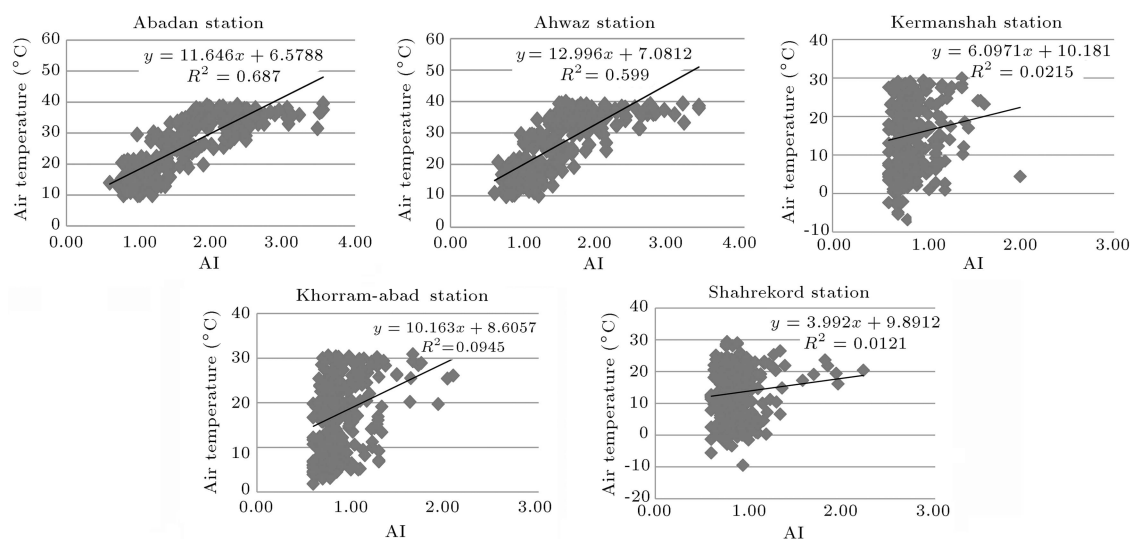 Abadan station
y = 11.646x + 6.5788
R² = 0.687
Air temperature (°C)
60
50
40
30
20
10
0
0.00 1.00 2.00 3.00 4.00
AI
Ahwaz station
y = 12.996x + 7.0812
R² = 0.599
Air temperature (°C)
60
50
40
30
20
10
0
0.00 1.00 2.00 3.00 4.00
AI
Kermanshah station
y = 6.0971x + 10.181
R² = 0.0215
Air temperature (°C)
40
30
20
10
0
-10
0.00 1.00 2.00 3.00
AI
Khorram-abad station
y = 10.163x + 8.6057
R²=0.0945
Air temperature (°C)
40
30
20
10
0
0.00 1.00 2.00 3.00
AI
Shahrekord station
y = 3.992x + 9.8912
R² = 0.0121
Air temperature (°C)
40
30
20
10
0
-10
-20
0.00 1.00 2.00 3.00
AI